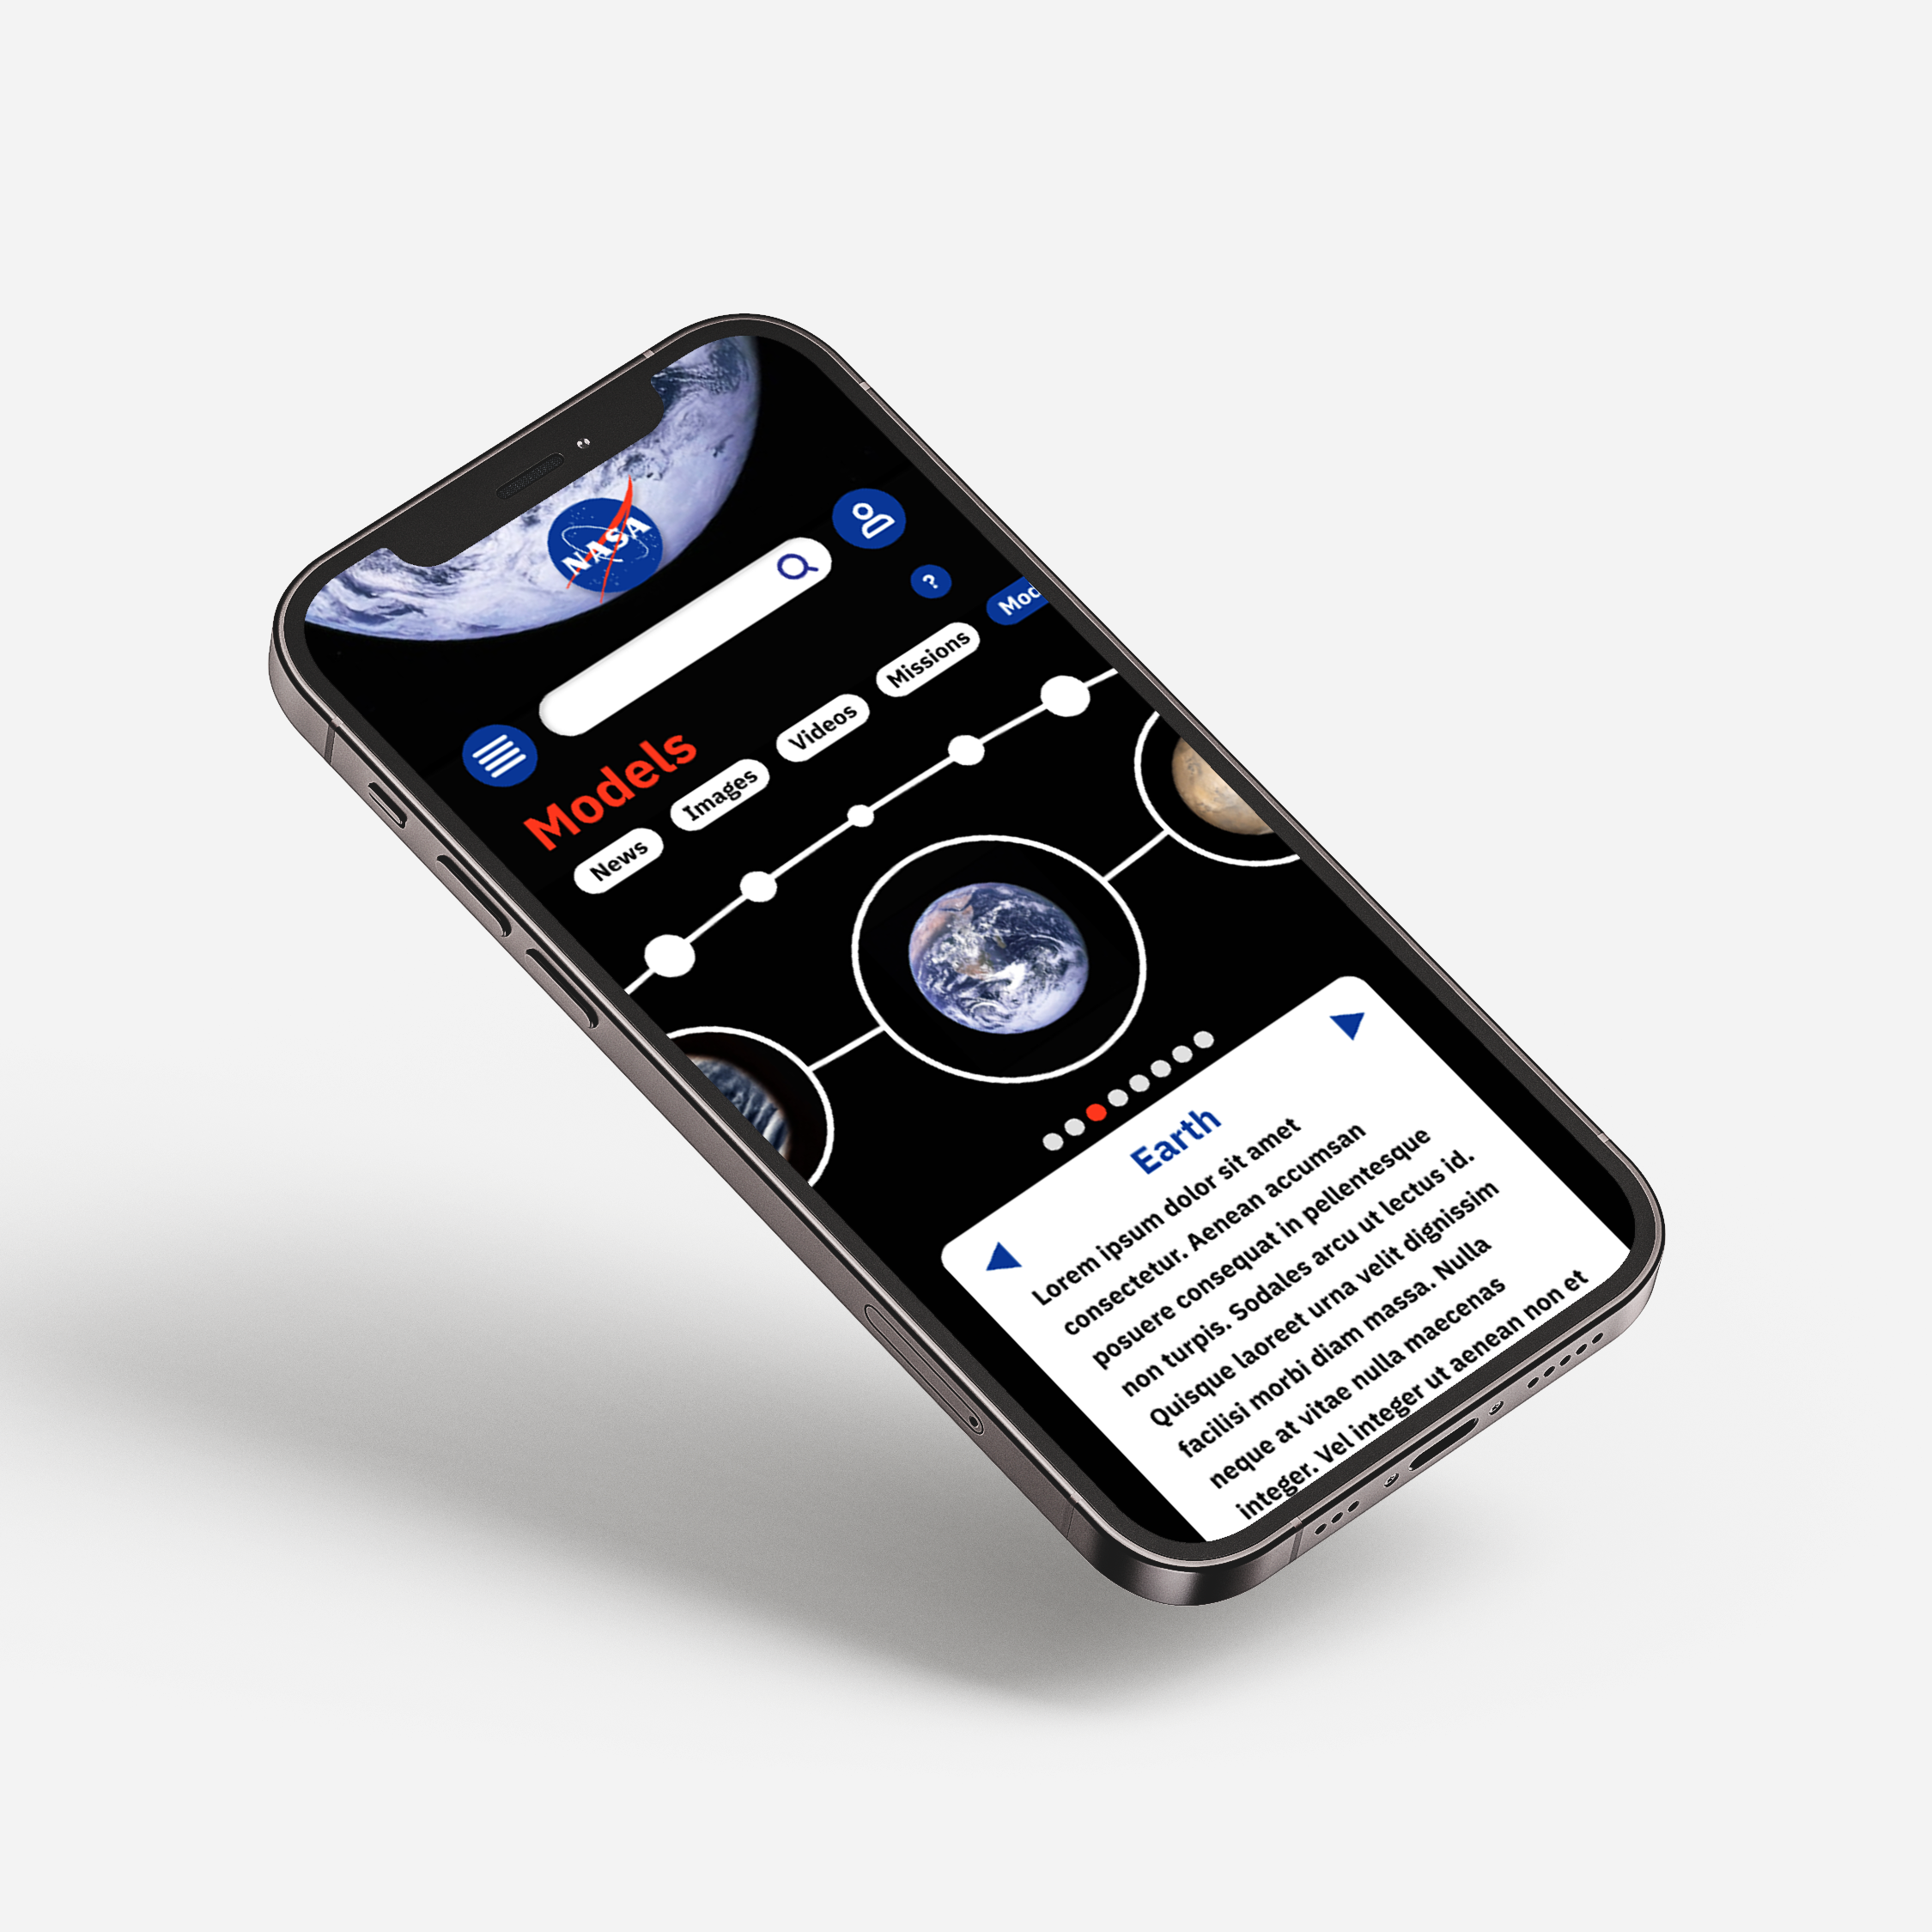 NASA
?
Models
News
Images
Videos
Missions
Mod
Earth
Lorem ipsum dolor sit amet
consectetur. Aenean accumsan
posuere consequat in pellentesque
non turpis. Sodales arcu ut lectus id.
Quisque laoreet urna velit dignissim
facilisi morbi diam massa. Nulla
neque at vitae nulla maecenas
integer. Vel integer ut aenean non et